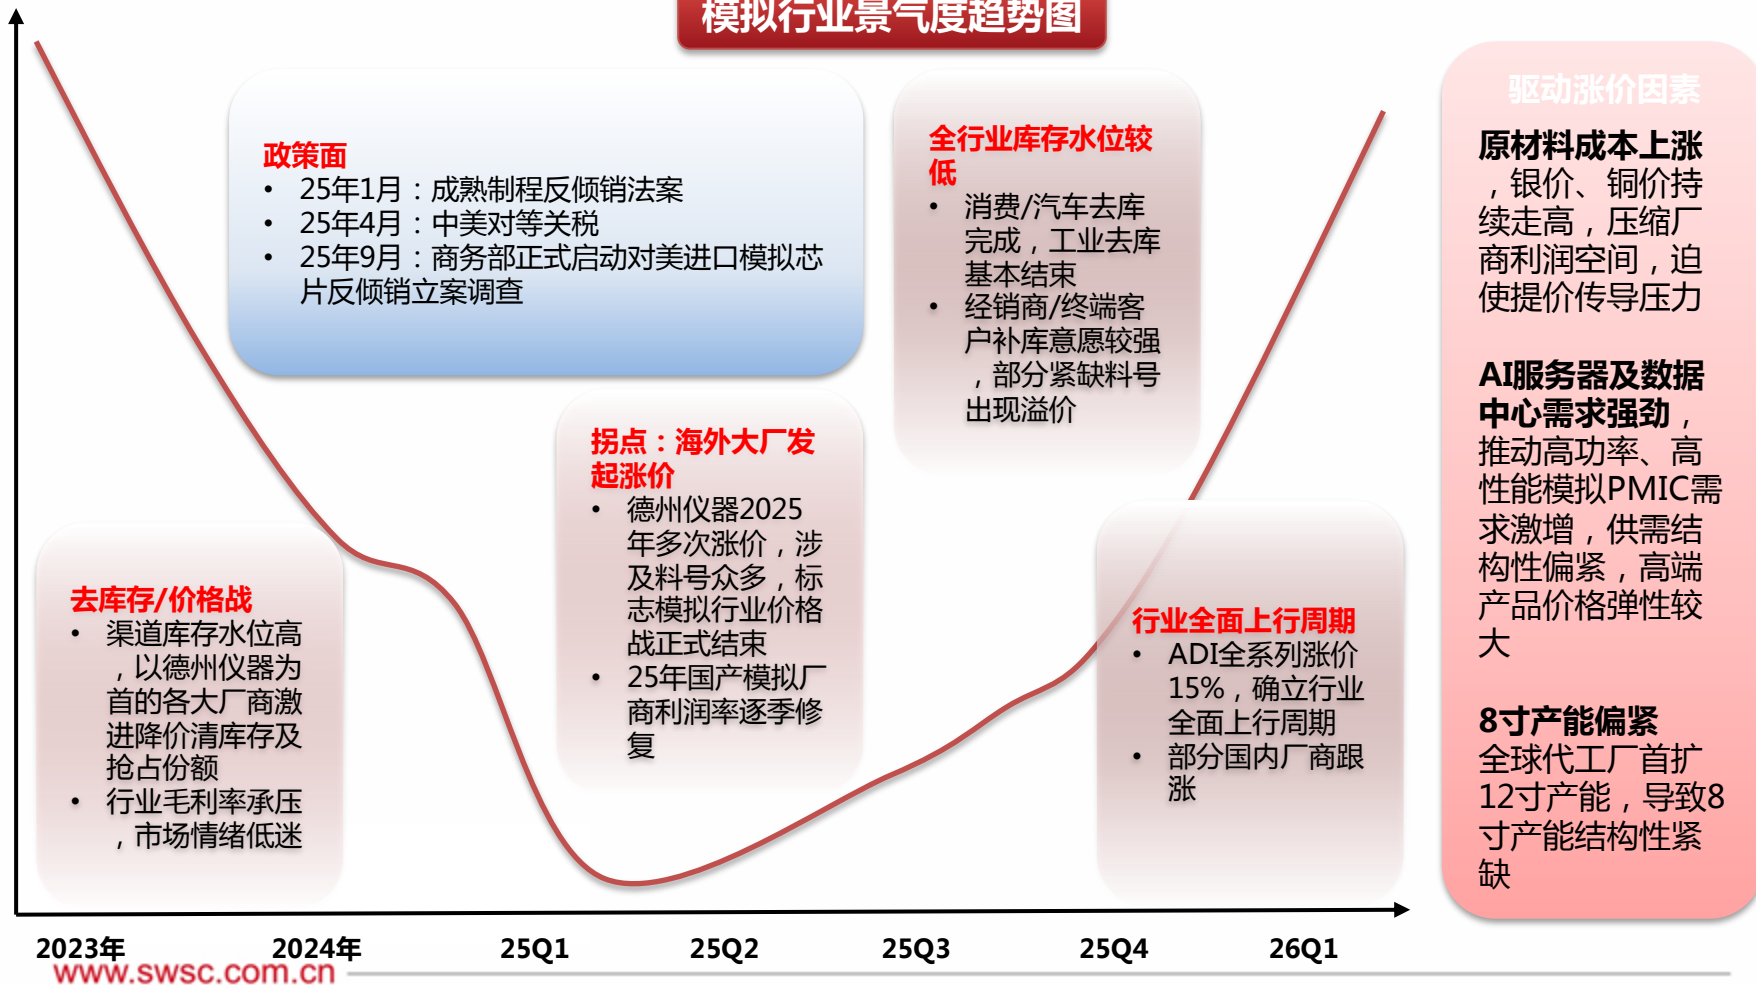 模拟行业景气度趋势图
政策面
• 25年1月：成熟制程反倾销法案
• 25年4月：中美对等关税
• 25年9月：商务部正式启动对美进口模拟芯
片反倾销立案调查
全行业库存水位较
低
• 消费/汽车去库
完成，工业去库
基本结束
• 经销商/终端客
户补库意愿较强
，部分紧缺料号
出现溢价
拐点：海外大厂发
起涨价
• 德州仪器2025
年多次涨价，涉
及料号众多，标
志模拟行业价格
战正式结束
• 25年国产模拟厂
商利润率逐季修
复
去库存/价格战
• 渠道库存水位高
，以德州仪器为
首的各大厂商激
进降价清库存及
抢占份额
• 行业毛利率承压
，市场情绪低迷
行业全面上行周期
• ADI全系列涨价
15%，确立行业
全面上行周期
• 部分国内厂商跟
涨
驱动涨价因素
原材料成本上涨
，银价、铜价持
续走高，压缩厂
商利润空间，迫
使提价传导压力
AI服务器及数据
中心需求强劲，
推动高功率、高
性能模拟PMIC需
求激增，供需结
构性偏紧，高端
产品价格弹性较
大
8寸产能偏紧
全球代工厂首扩
12寸产能，导致8
寸产能结构性紧
缺
2023年 2024年 25Q1 25Q2 25Q3 25Q4 26Q1
www.swsc.com.cn